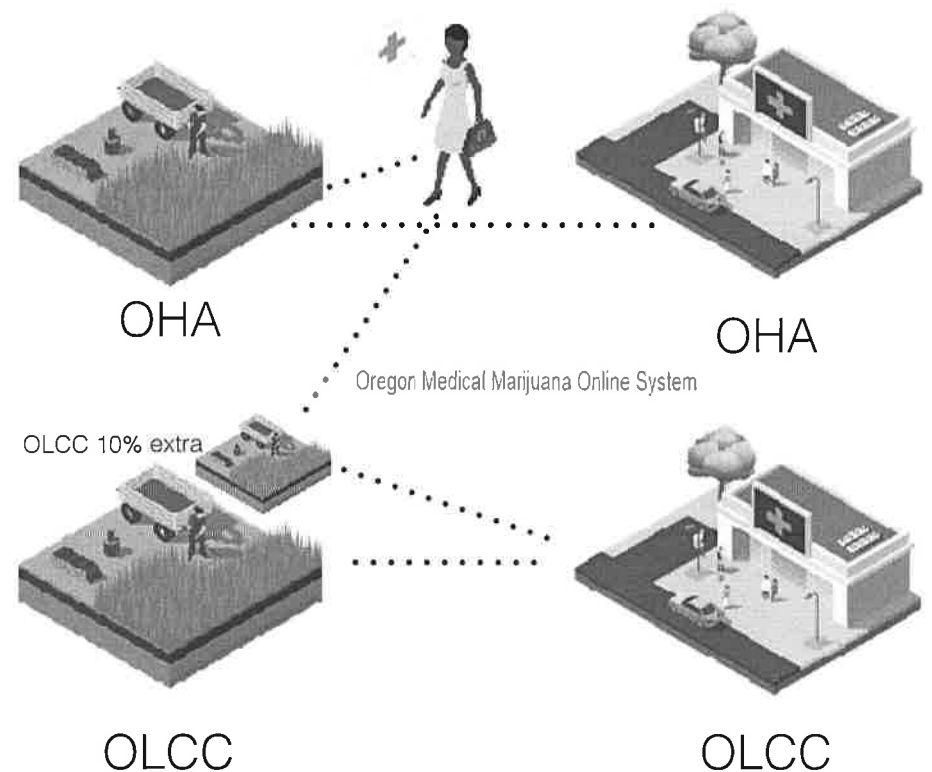 OHA
OHA
Oregon Medical Marijuana Online System
OLCC 10% extra
OLCC
OLCC